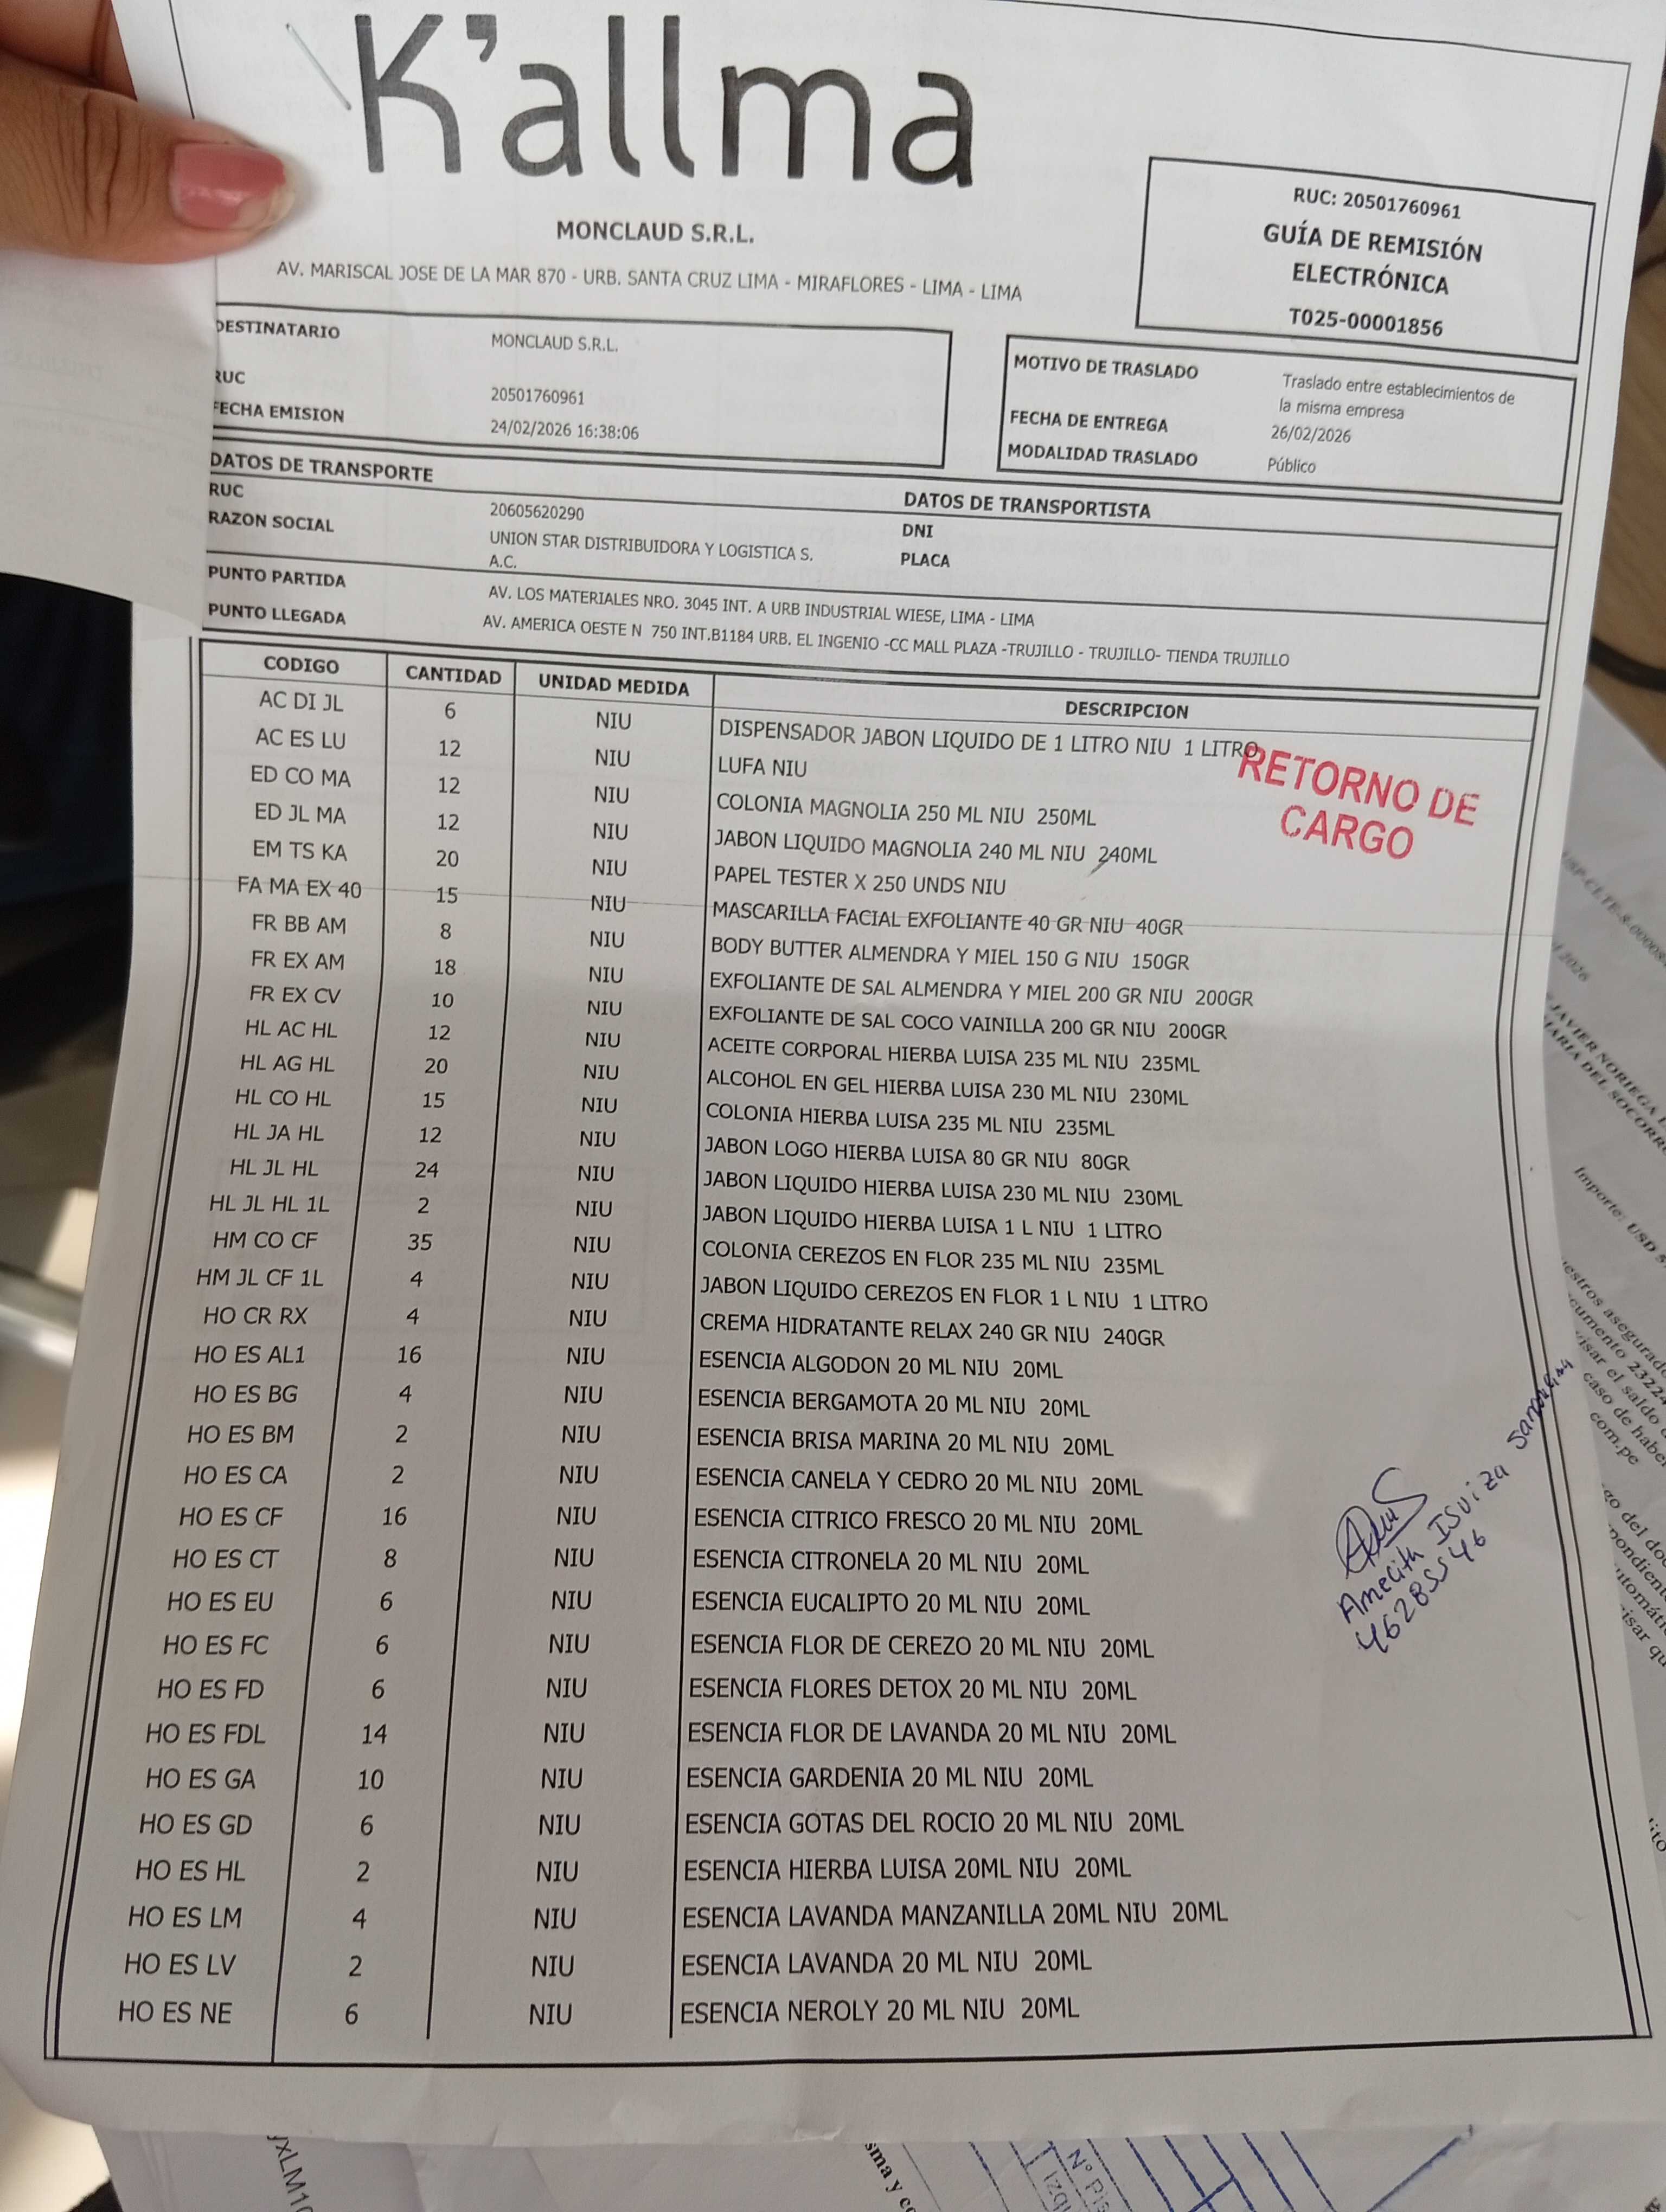 K'allma
MONCLAUD S.R.L.
AV. MARISCAL JOSE DE LA MAR 870 - URB. SANTA CRUZ LIMA - MIRAFLORES - LIMA - LIMA
RUC: 20501760961
GUÍA DE REMISIÓN
ELECTRÓNICA
T025-00001856
DESTINATARIO MONCLAUD S.R.L.
RUC 20501760961
FECHA EMISION 24/02/2026 16:38:06
MOTIVO DE TRASLADO Traslado entre establecimientos de
la misma empresa
FECHA DE ENTREGA 26/02/2026
MODALIDAD TRASLADO Público
DATOS DE TRANSPORTE
RUC 20605620290
RAZON SOCIAL UNION STAR DISTRIBUIDORA Y LOGISTICA S.
A.C.
DATOS DE TRANSPORTISTA
DNI
PLACA
PUNTO PARTIDA AV. LOS MATERIALES NRO. 3045 INT. A URB INDUSTRIAL WIESE, LIMA - LIMA
PUNTO LLEGADA AV. AMERICA OESTE N 750 INT.B1184 URB. EL INGENIO -CC MALL PLAZA -TRUJILLO - TRUJILLO- TIENDA TRUJILLO
CODIGO CANTIDAD UNIDAD MEDIDA DESCRIPCION
AC DI JL 6 NIU DISPENSADOR JABON LIQUIDO DE 1 LITRO NIU 1 LITRO
AC ES LU 12 NIU LUFA NIU
ED CO MA 12 NIU COLONIA MAGNOLIA 250 ML NIU 250ML
ED JL MA 12 NIU JABON LIQUIDO MAGNOLIA 240 ML NIU 240ML
EM TS KA 20 NIU PAPEL TESTER X 250 UNDS NIU
FA MA EX 40 15 NIU MASCARILLA FACIAL EXFOLIANTE 40 GR NIU 40GR
FR BB AM 8 NIU BODY BUTTER ALMENDRA Y MIEL 150 G NIU 150GR
FR EX AM 18 NIU EXFOLIANTE DE SAL ALMENDRA Y MIEL 200 GR NIU 200GR
FR EX CV 10 NIU EXFOLIANTE DE SAL COCO VAINILLA 200 GR NIU 200GR
HL AC HL 12 NIU ACEITE CORPORAL HIERBA LUISA 235 ML NIU 235ML
HL AG HL 20 NIU ALCOHOL EN GEL HIERBA LUISA 230 ML NIU 230ML
HL CO HL 15 NIU COLONIA HIERBA LUISA 235 ML NIU 235ML
HL JA HL 12 NIU JABON LOGO HIERBA LUISA 80 GR NIU 80GR
HL JL HL 24 NIU JABON LIQUIDO HIERBA LUISA 230 ML NIU 230ML
HL JL HL 1L 2 NIU JABON LIQUIDO HIERBA LUISA 1 L NIU 1 LITRO
HM CO CF 35 NIU COLONIA CEREZOS EN FLOR 235 ML NIU 235ML
HM JL CF 1L 4 NIU JABON LIQUIDO CEREZOS EN FLOR 1 L NIU 1 LITRO
HO CR RX 4 NIU CREMA HIDRATANTE RELAX 240 GR NIU 240GR
HO ES AL1 16 NIU ESENCIA ALGODON 20 ML NIU 20ML
HO ES BG 4 NIU ESENCIA BERGAMOTA 20 ML NIU 20ML
HO ES BM 2 NIU ESENCIA BRISA MARINA 20 ML NIU 20ML
HO ES CA 2 NIU ESENCIA CANELA Y CEDRO 20 ML NIU 20ML
HO ES CF 16 NIU ESENCIA CITRICO FRESCO 20 ML NIU 20ML
HO ES CT 8 NIU ESENCIA CITRONELA 20 ML NIU 20ML
HO ES EU 6 NIU ESENCIA EUCALIPTO 20 ML NIU 20ML
HO ES FC 6 NIU ESENCIA FLOR DE CEREZO 20 ML NIU 20ML
HO ES FD 6 NIU ESENCIA FLORES DETOX 20 ML NIU 20ML
HO ES FDL 14 NIU ESENCIA FLOR DE LAVANDA 20 ML NIU 20ML
HO ES GA 10 NIU ESENCIA GARDENIA 20 ML NIU 20ML
HO ES GD 6 NIU ESENCIA GOTAS DEL ROCIO 20 ML NIU 20ML
HO ES HL 2 NIU ESENCIA HIERBA LUISA 20ML NIU 20ML
HO ES LM 4 NIU ESENCIA LAVANDA MANZANILLA 20ML NIU 20ML
HO ES LV 2 NIU ESENCIA LAVANDA 20 ML NIU 20ML
HO ES NE 6 NIU ESENCIA NEROLY 20 ML NIU 20ML
RETORNO DE
CARGO
Amelith Isuiza
46285546
JAVIER NORIEGA
MARIA DEL SOCORRO
Importe: USD
caso de haber
com.pe
N° Pis